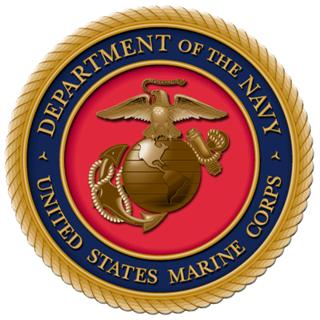 DEPARTMENT OF THE NAVY
UNITED STATES MARINE CORPS